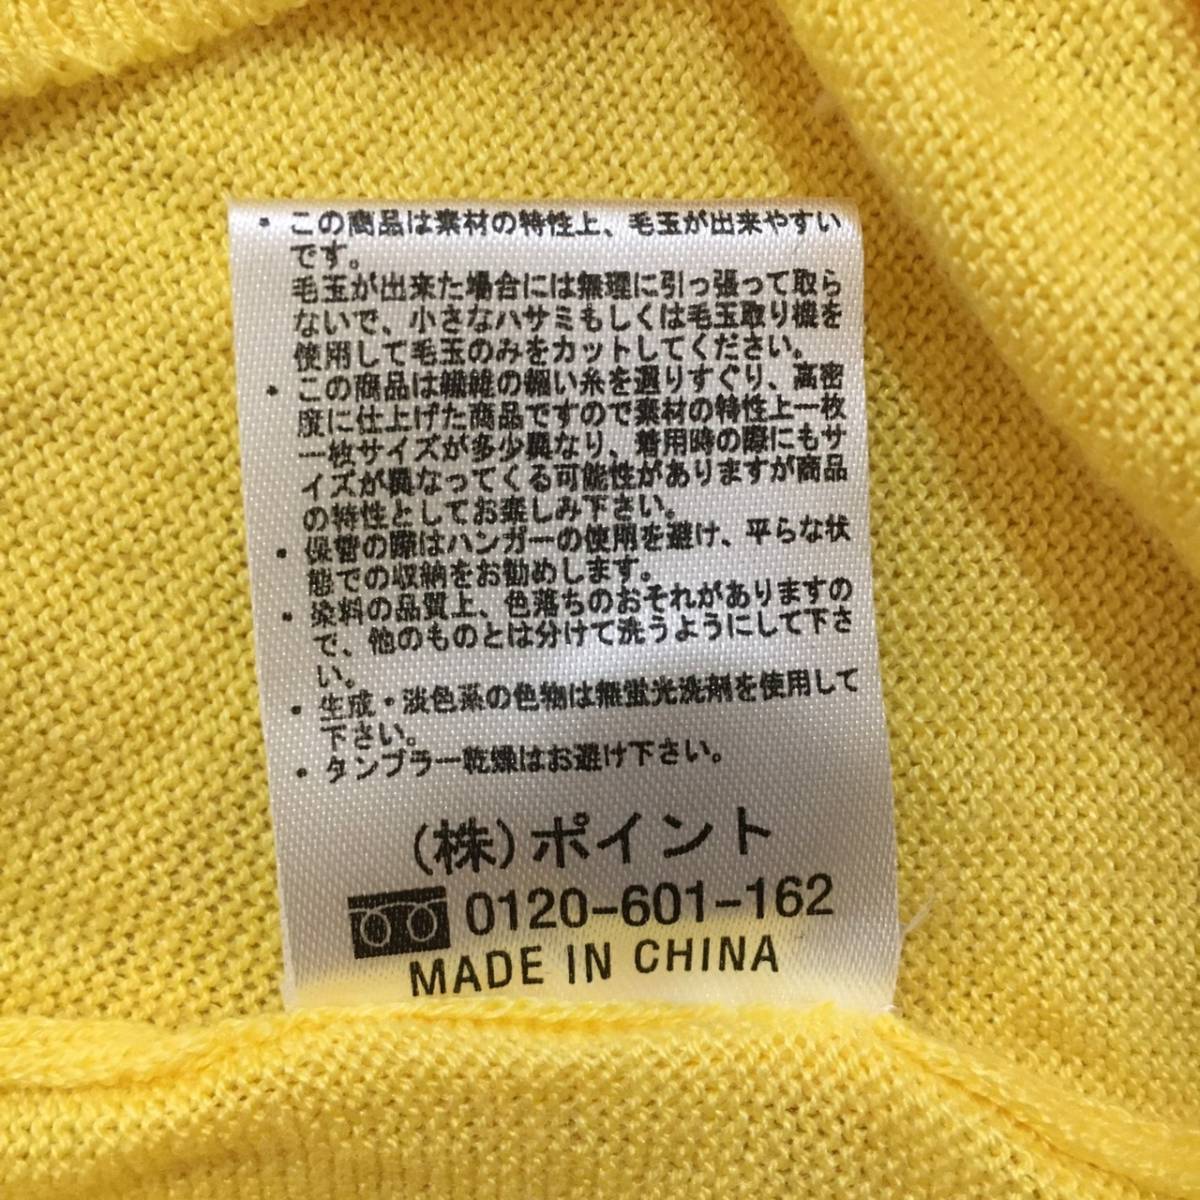 ・この商品は素材の特性上、毛玉が出来やすい
です。
毛玉が出来た場合には無理に引っ張って取ら
ないで、小さなハサミもしくは毛玉取り機を
使用して毛玉のみをカットしてください。
・この商品は繊維の細い糸を選りすぐり、高密
度に仕上げた商品ですので素材の特性上一枚
一枚サイズが多少異なり、着用時の際にもサ
イズが異なってくる可能性がありますが商品
の特性としてお楽しみ下さい。
・保管の際はハンガーの使用を避け、平らな状
態での収納をお勧めします。
・染料の品質上、色落ちのおそれがありますの
で、他のものとは分けて洗うようにして下さ
い。
・生成・淡色系の色物は無蛍光洗剤を使用して
下さい。
・タンブラー乾燥はお避け下さい。
(株)ポイント
0120-601-162
MADE IN CHINA